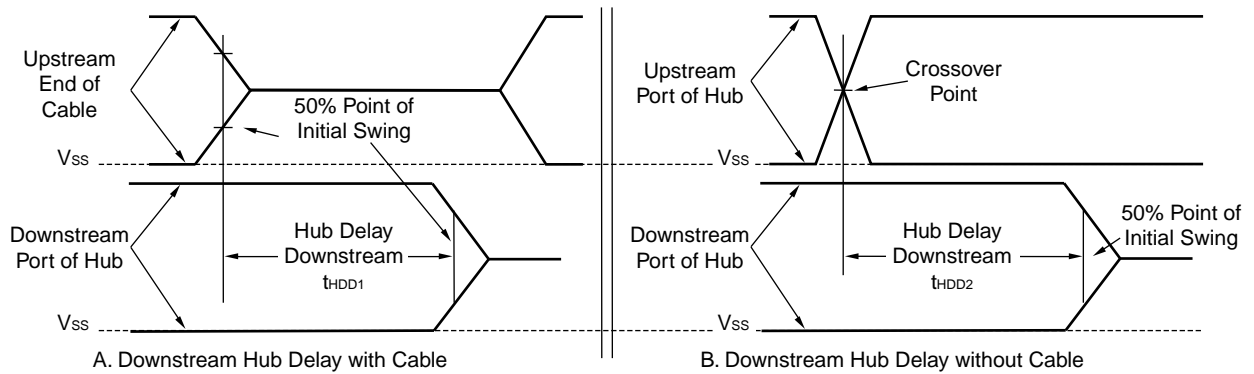 Upstream
End of
Cable
50% Point of
Initial Swing
VSS
Downstream
Port of Hub
Hub Delay
Downstream
tHDD1
VSS
A. Downstream Hub Delay with Cable
Upstream
Port of Hub
Crossover
Point
VSS
Downstream
Port of Hub
Hub Delay
Downstream
tHDD2
50% Point of
Initial Swing
VSS
B. Downstream Hub Delay without Cable